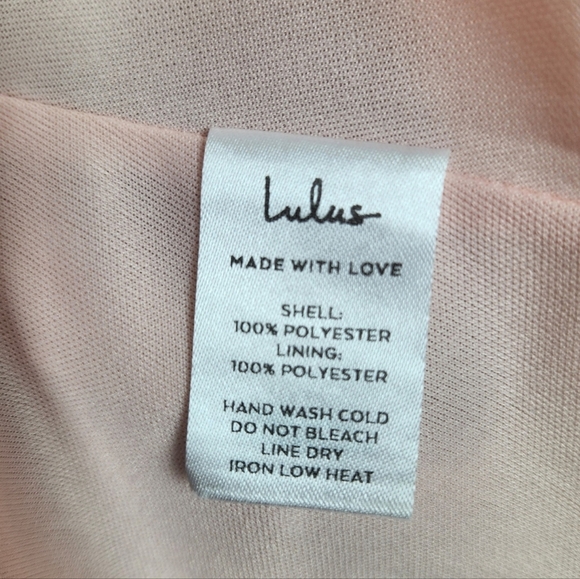 Lulus
MADE WITH LOVE
SHELL:
100% POLYESTER
LINING:
100% POLYESTER
HAND WASH COLD
DO NOT BLEACH
LINE DRY
IRON LOW HEAT